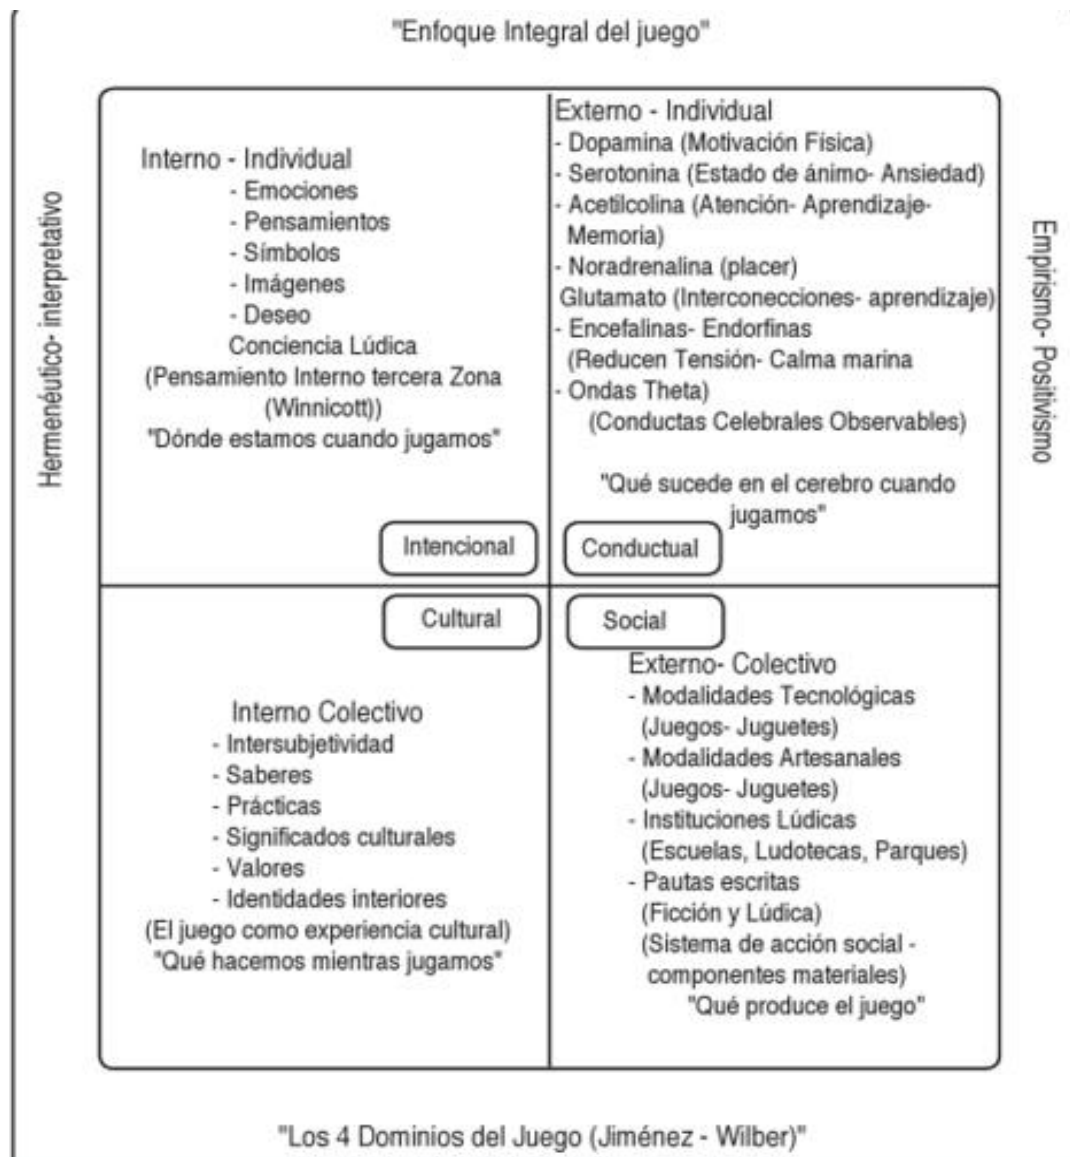 "Enfoque Integral del juego"
Hermenéutico- interpretativo
Interno - Individual
- Emociones
- Pensamientos
- Símbolos
- Imágenes
- Deseo
Conciencia Lúdica
(Pensamiento Interno tercera Zona
(Winnicott))
"Dónde estamos cuando jugamos"
Intencional
Externo - Individual
- Dopamina (Motivación Física)
- Serotonina (Estado de ánimo- Ansiedad)
- Acetilcolina (Atención- Aprendizaje-
Memoria)
- Noradrenalina (placer)
Glutamato (Interconecciones- aprendizaje)
- Encefalinas- Endorfinas
(Reducen Tensión- Calma marina
- Ondas Theta)
(Conductas Celebrales Observables)
"Qué sucede en el cerebro cuando
jugamos"
Conductual
Empirismo- Positivismo
Cultural
Interno Colectivo
- Intersubjetividad
- Saberes
- Prácticas
- Significados culturales
- Valores
- Identidades interiores
(El juego como experiencia cultural)
"Qué hacemos mientras jugamos"
Social
Externo- Colectivo
- Modalidades Tecnológicas
(Juegos- Juguetes)
- Modalidades Artesanales
(Juegos- Juguetes)
- Instituciones Lúdicas
(Escuelas, Ludotecas, Parques)
- Pautas escritas
(Ficción y Lúdica)
(Sistema de acción social -
componentes materiales)
"Qué produce el juego"
"Los 4 Dominios del Juego (Jiménez - Wilber)"